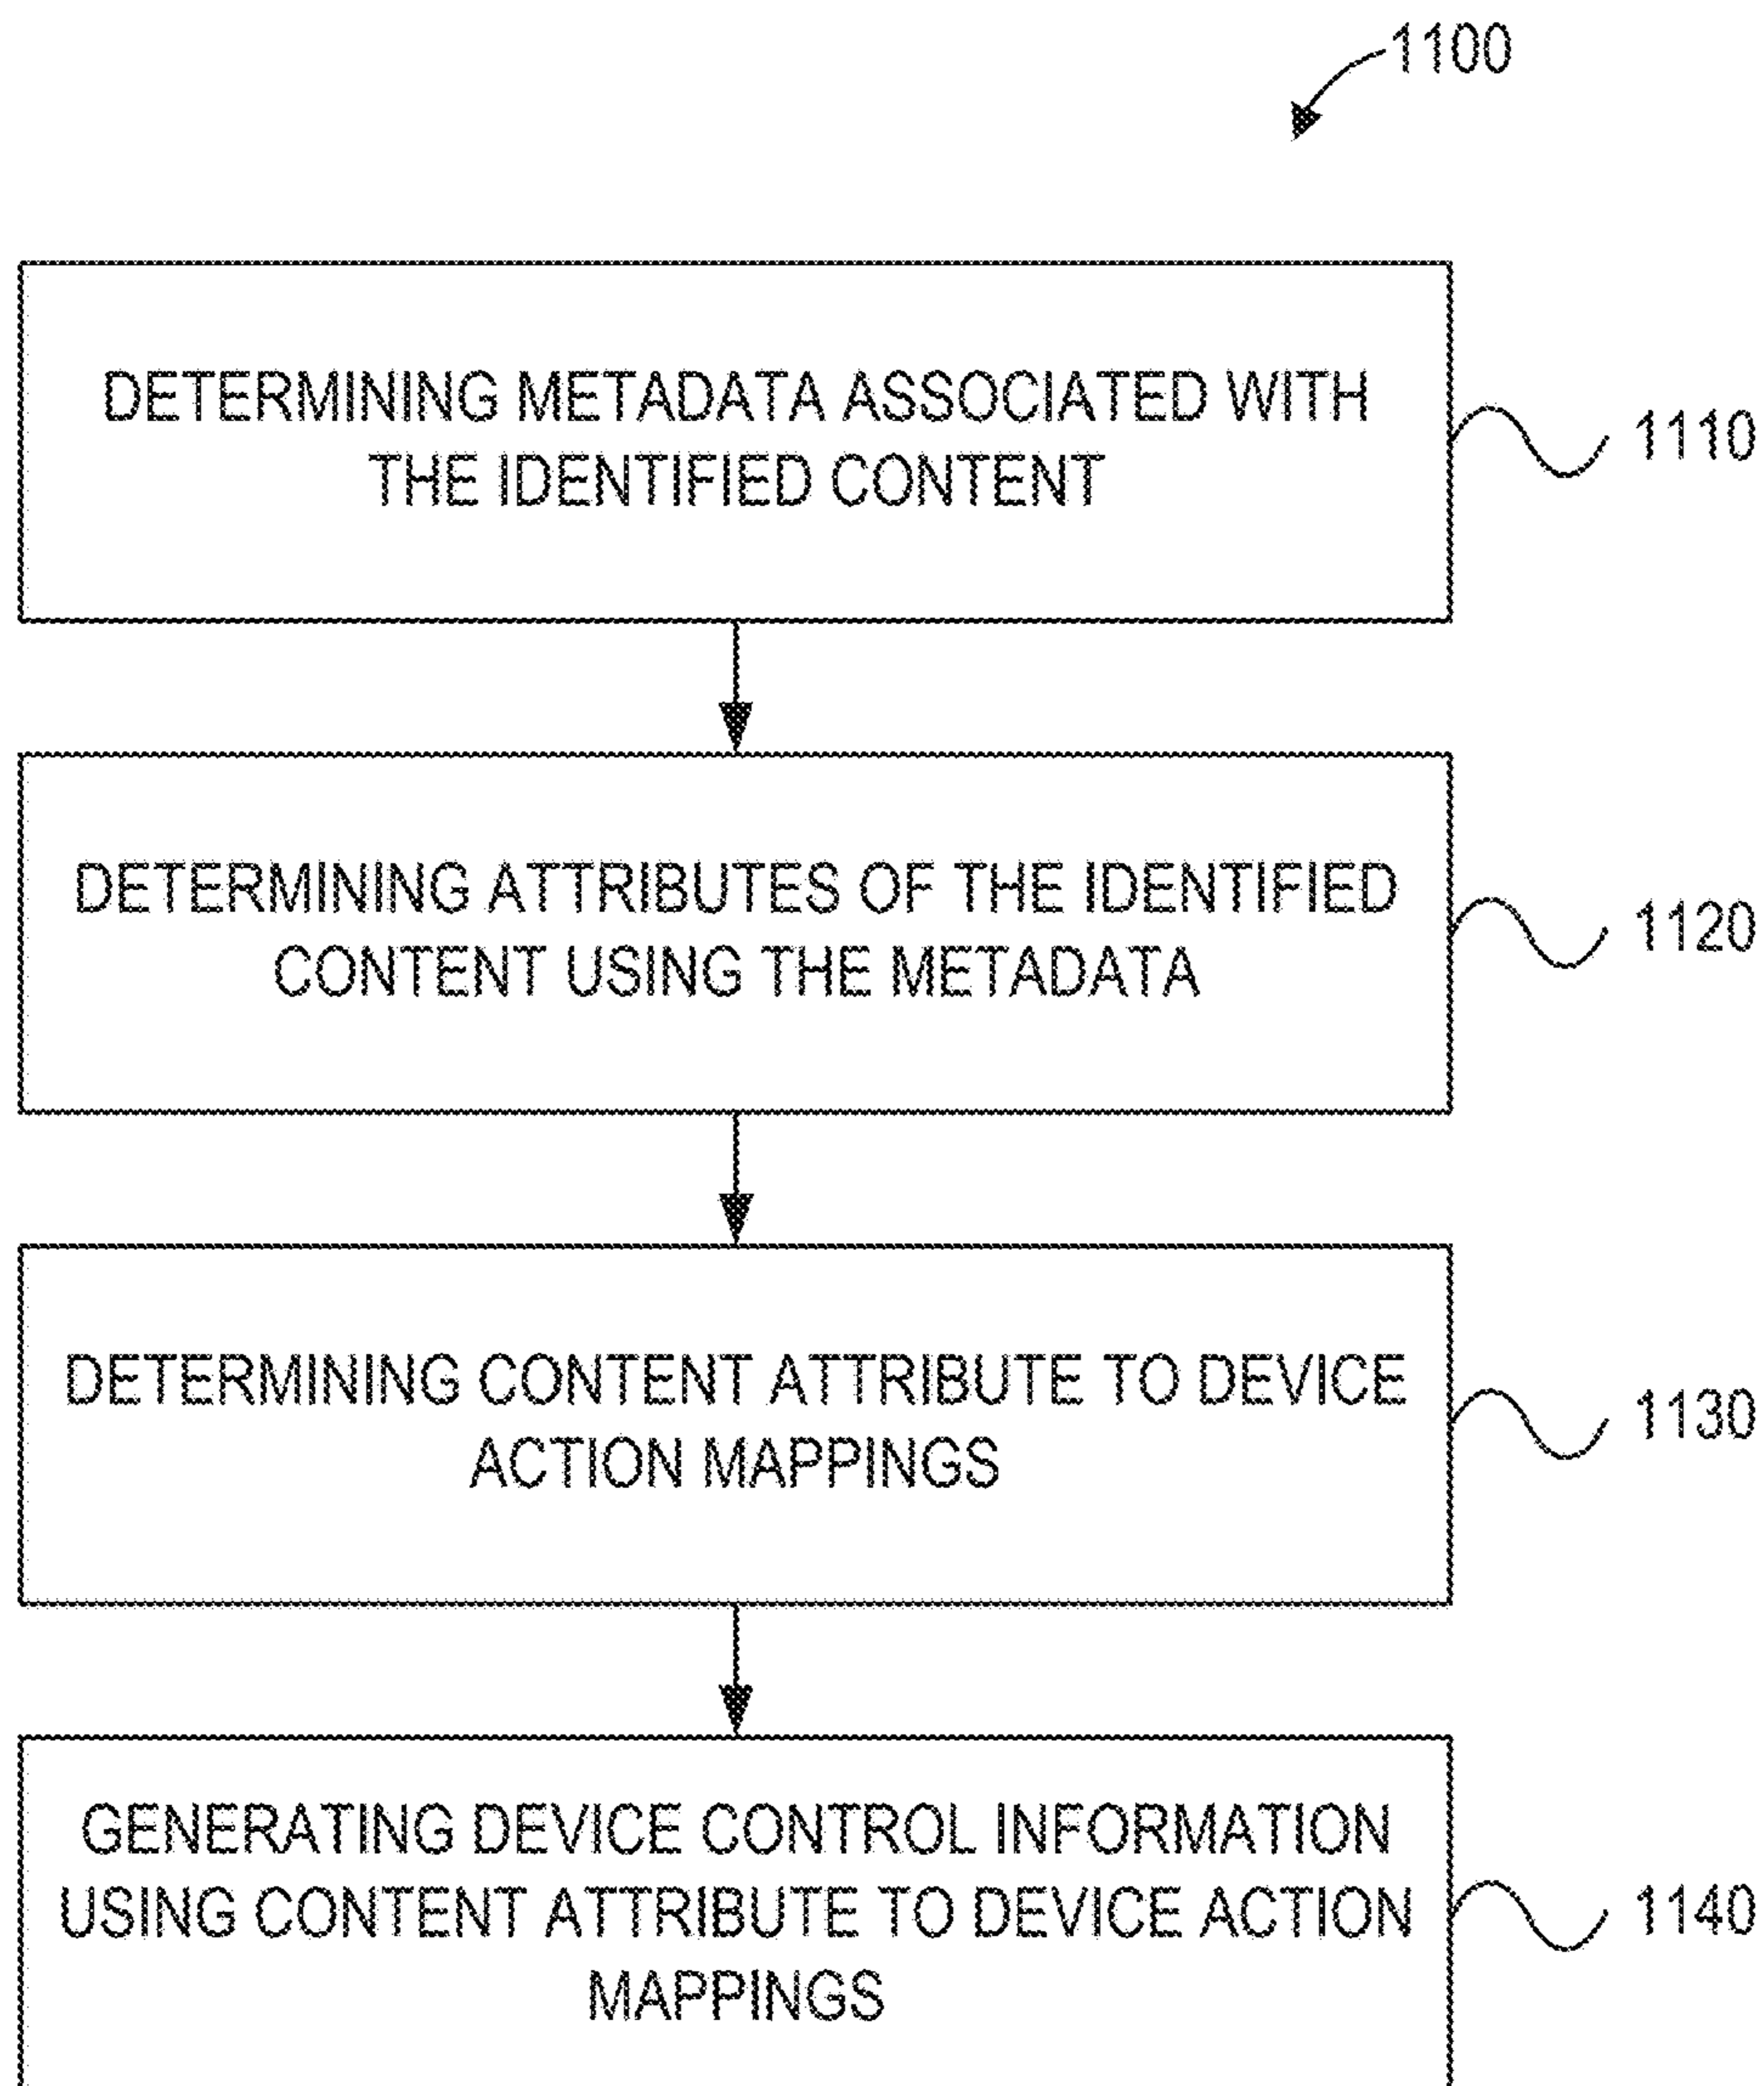 1100
DETERMINING METADATA ASSOCIATED WITH
THE IDENTIFIED CONTENT
1110
DETERMINING ATTRIBUTES OF THE IDENTIFIED
CONTENT USING THE METADATA
1120
DETERMINING CONTENT ATTRIBUTE TO DEVICE
ACTION MAPPINGS
1130
GENERATING DEVICE CONTROL INFORMATION
USING CONTENT ATTRIBUTE TO DEVICE ACTION
MAPPINGS
1140